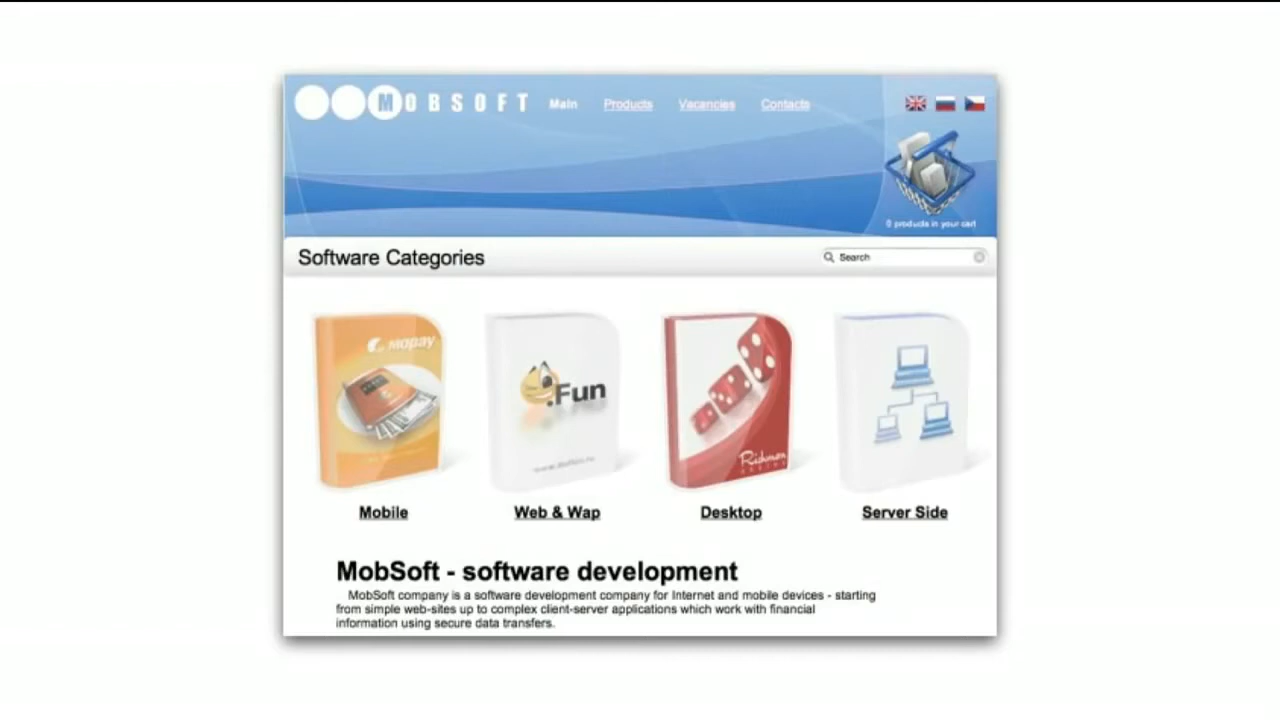 MOBSOFT Main Products Vacancies Contacts
0 products in your cart
Software Categories
Search
Mopay
Fun
Mobile
Web & Wap
Desktop
Server Side
MobSoft - software development
MobSoft company is a software development company for Internet and mobile devices - starting
from simple web-sites up to complex client-server applications which work with financial
information using secure data transfers.